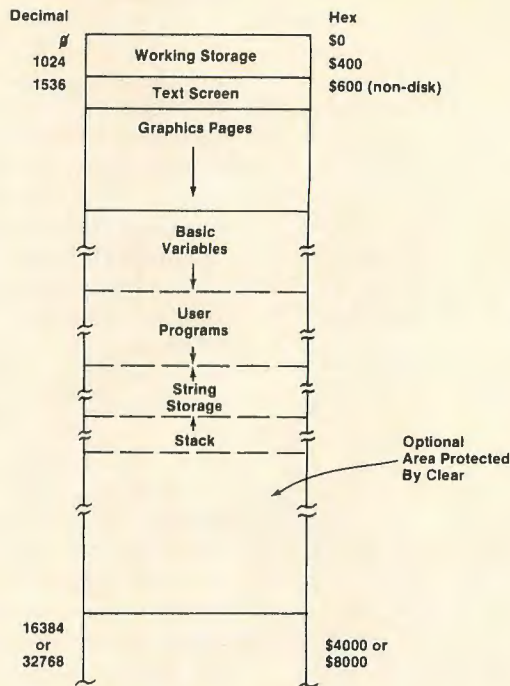 Decimal
Hex
0
$0
Working Storage
1024
$400
1536
$600 (non-disk)
Text Screen
Graphics Pages
Basic
Variables
User
Programs
String
Storage
Stack
Optional
Area Protected
By Clear
16384
or
32768
$4000 or
$8000